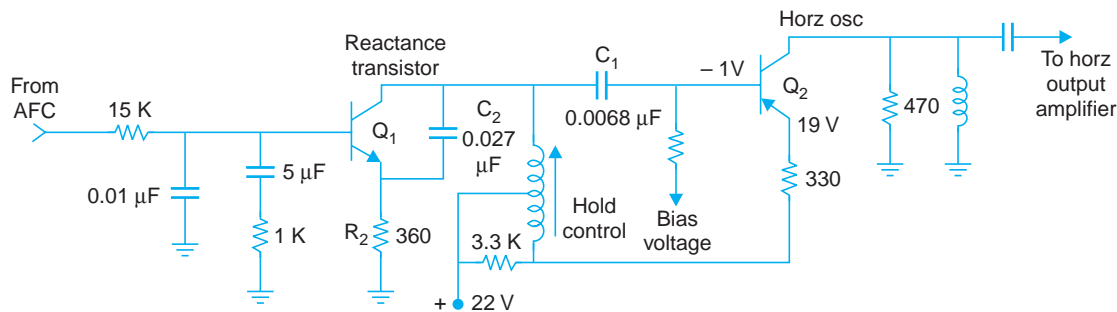 Horz osc
Reactance
transistor
C1
– 1V
To horz
output
amplifier
From
AFC
15 K
Q1
C2
0.027
μF
0.0068 μF
Q2
19 V
470
5 μF
0.01 μF
330
Hold
control
Bias
voltage
1 K
R2
360
3.3 K
+
22 V